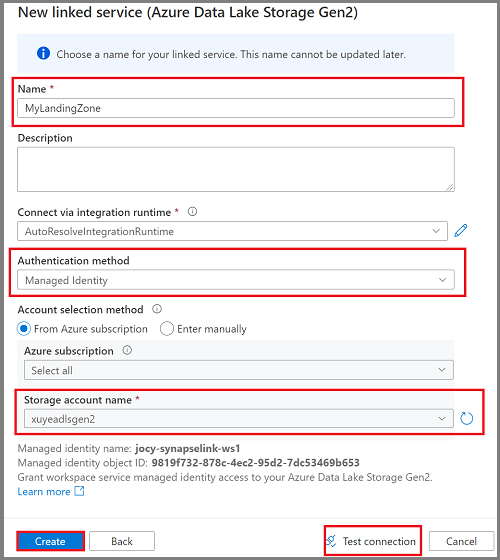 New linked service (Azure Data Lake Storage Gen2)
Choose a name for your linked service. This name cannot be updated later.
Name *
MyLandingZone
Description
Connect via integration runtime *
AutoResolveIntegrationRuntime
Authentication method
Managed Identity
Account selection method
From Azure subscription Enter manually
Azure subscription
Select all
Storage account name *
xuyeadlsgen2
Managed identity name: jocy-synapselink-ws1
Managed identity object ID: 9819f732-878c-4ec2-95d2-7dc53469b653
Grant workspace service managed identity access to your Azure Data Lake Storage Gen2.
Learn more
Create Back Test connection Cancel